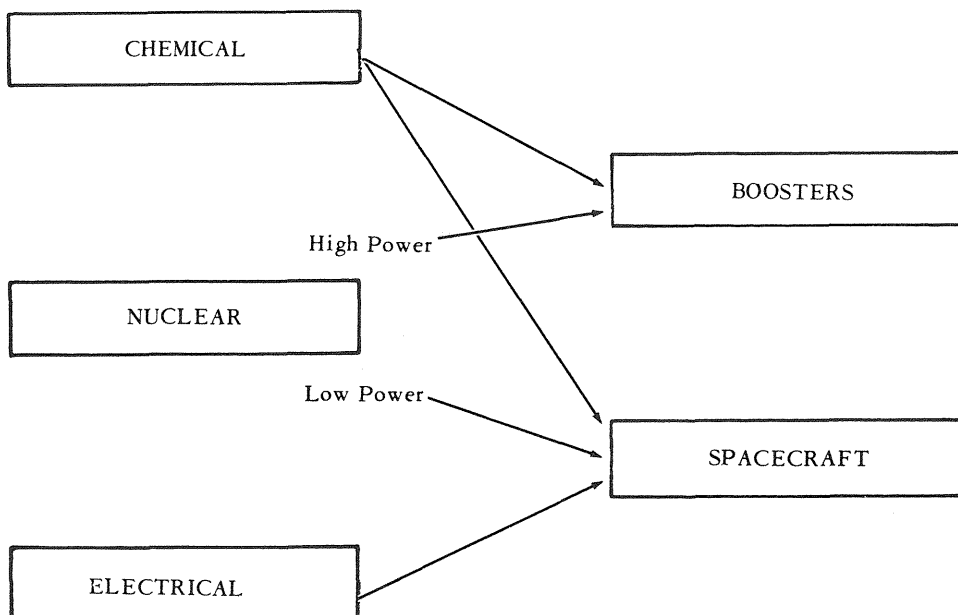 CHEMICAL
BOOSTERS
High Power
NUCLEAR
Low Power
SPACECRAFT
ELECTRICAL